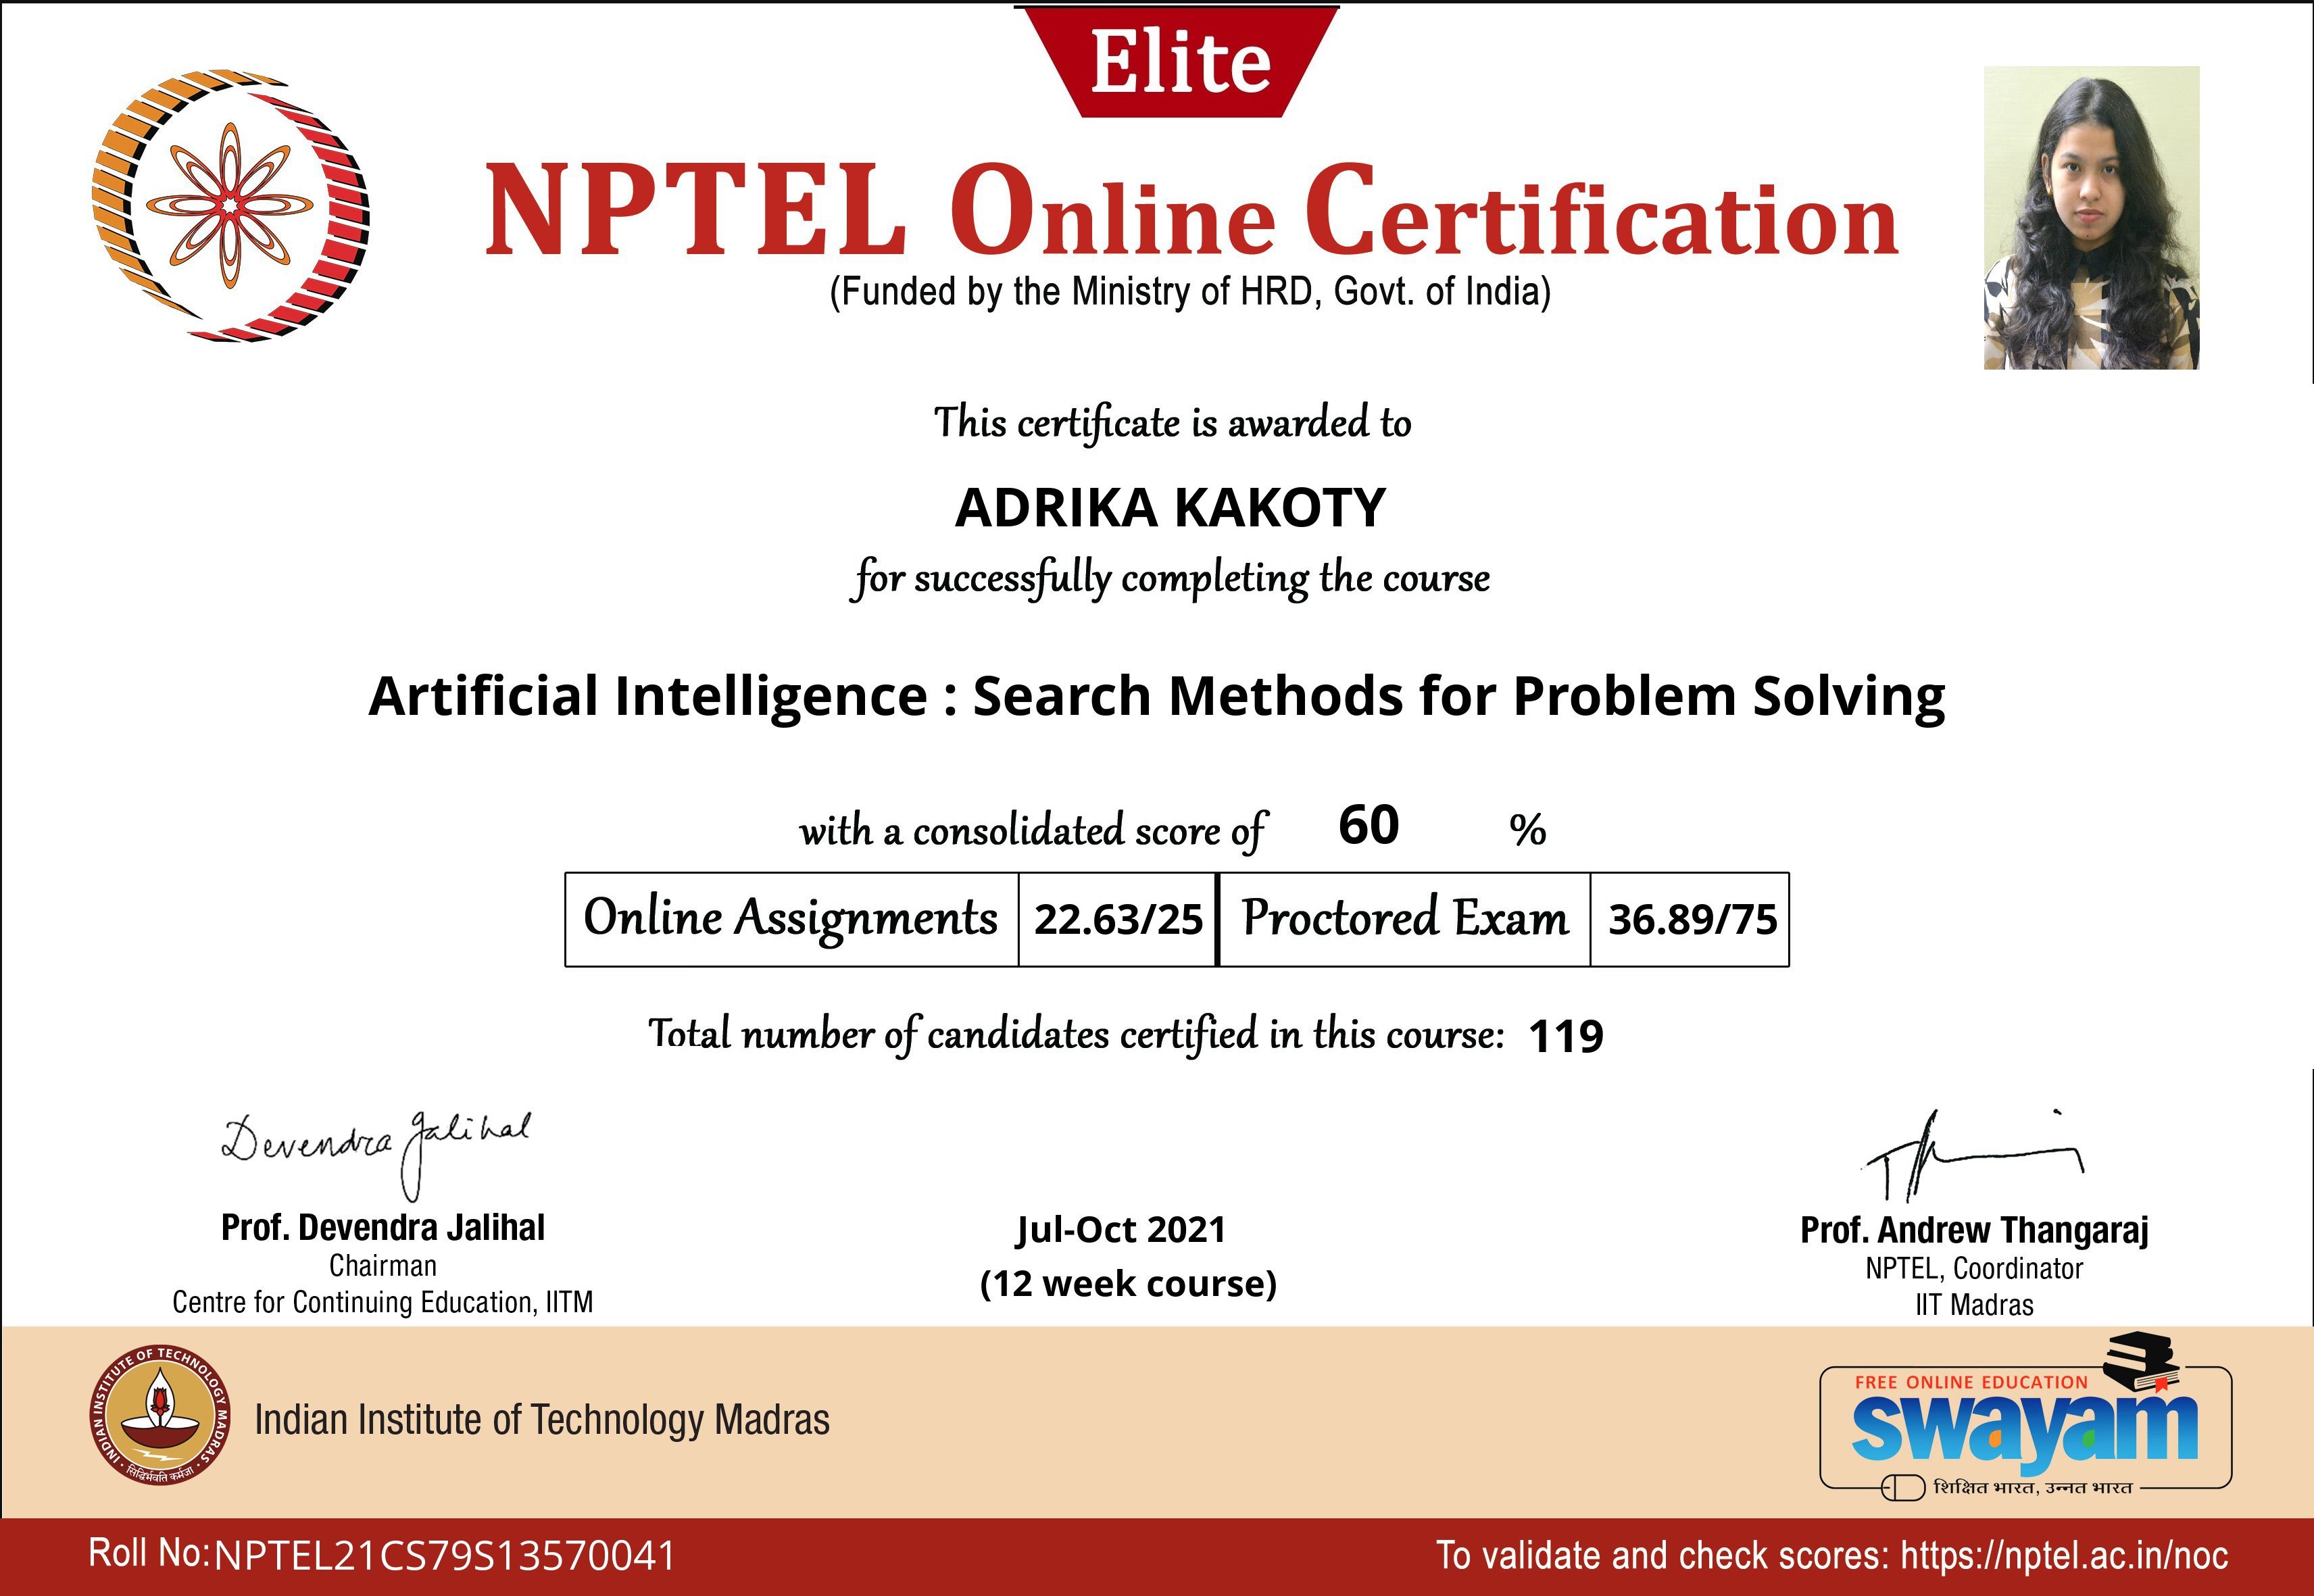 Elite
NPTEL Online Certification
(Funded by the Ministry of HRD, Govt. of India)
This certificate is awarded to
ADRIKA KAKOTY
for successfully completing the course
Artificial Intelligence : Search Methods for Problem Solving
with a consolidated score of 60 %
Online Assignments 22.63/25 Proctored Exam 36.89/75
Total number of candidates certified in this course: 119
Devendra Jalihal
Prof. Devendra Jalihal
Chairman
Centre for Continuing Education, IITM
Jul-Oct 2021
(12 week course)
Prof. Andrew Thangaraj
NPTEL, Coordinator
IIT Madras
INDIAN INSTITUTE OF TECHNOLOGY MADRAS
सिद्धिर्भवति कर्मजा
Indian Institute of Technology Madras
FREE ONLINE EDUCATION
swayam
शिक्षित भारत, उन्नत भारत
Roll No:NPTEL21CS79S13570041
To validate and check scores: https://nptel.ac.in/noc